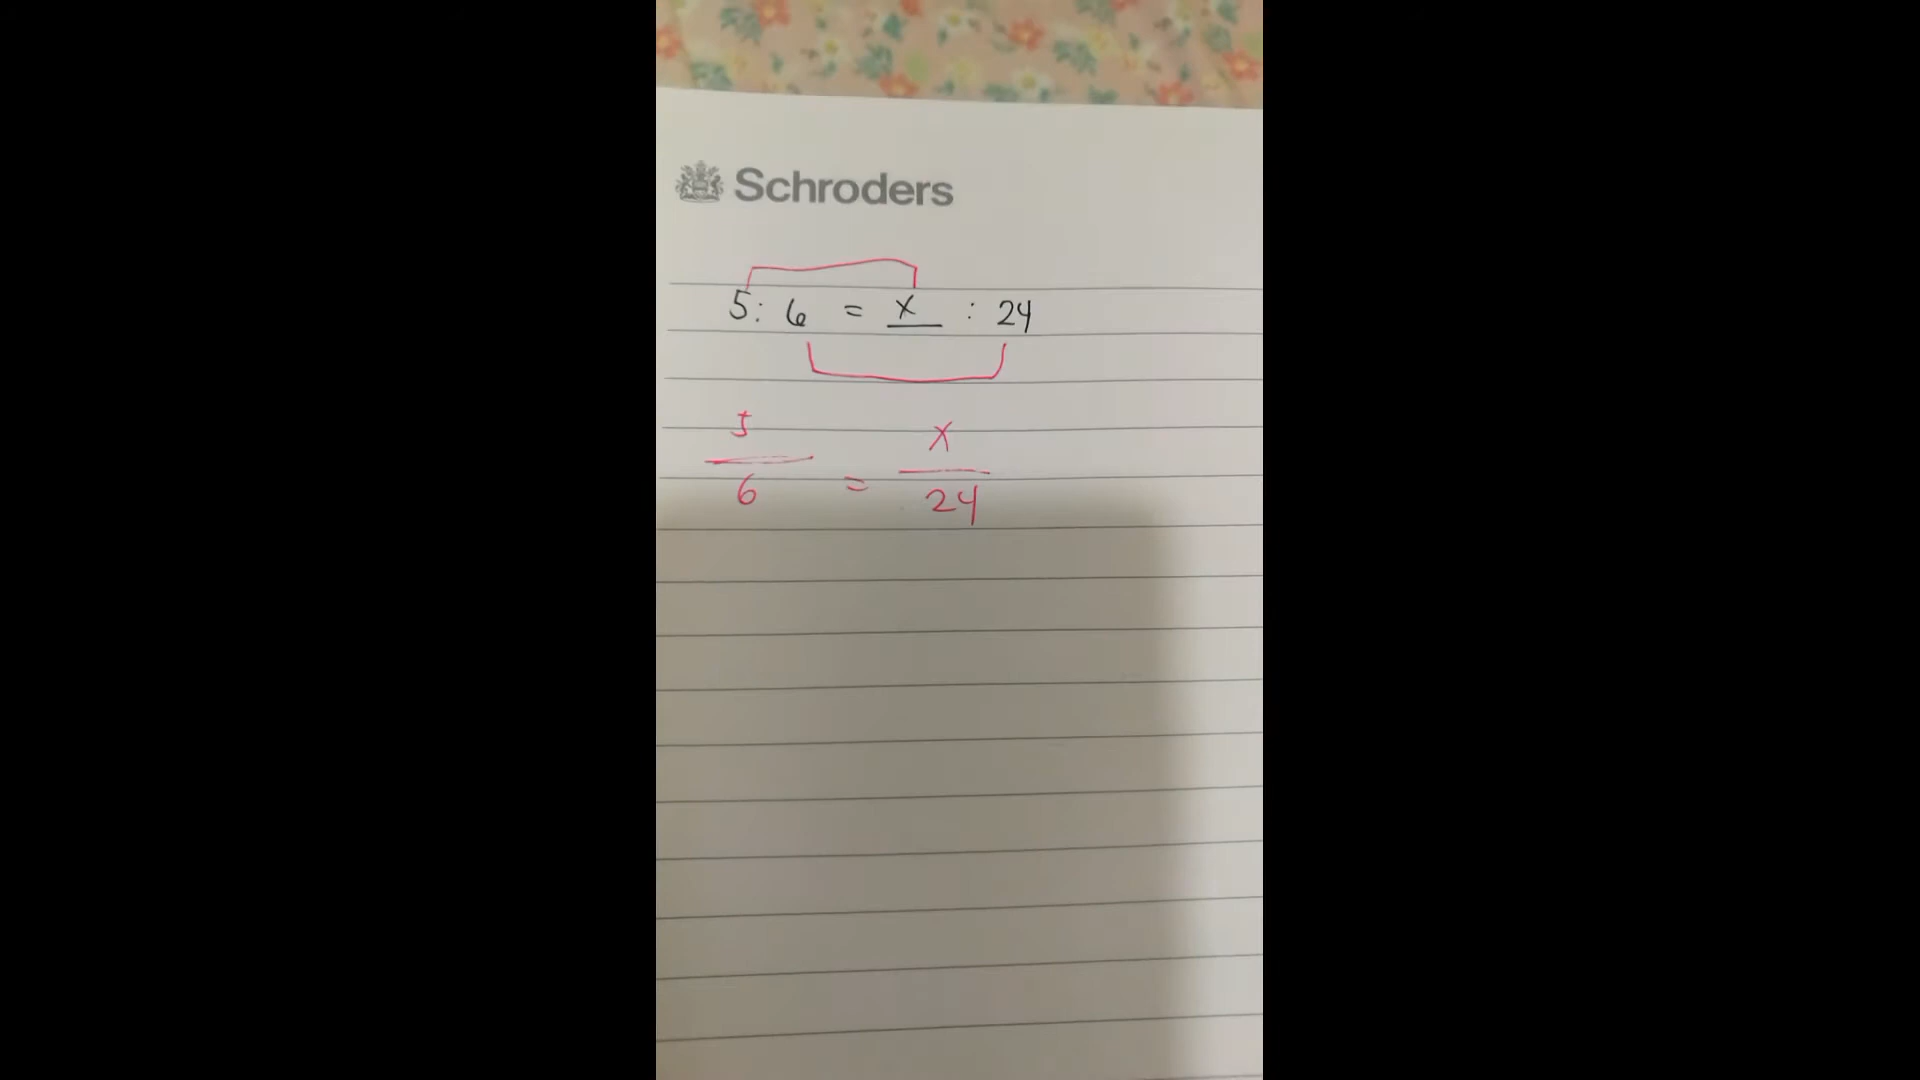 Schroders
5 : 6 = x : 24
5 x
6 = 24